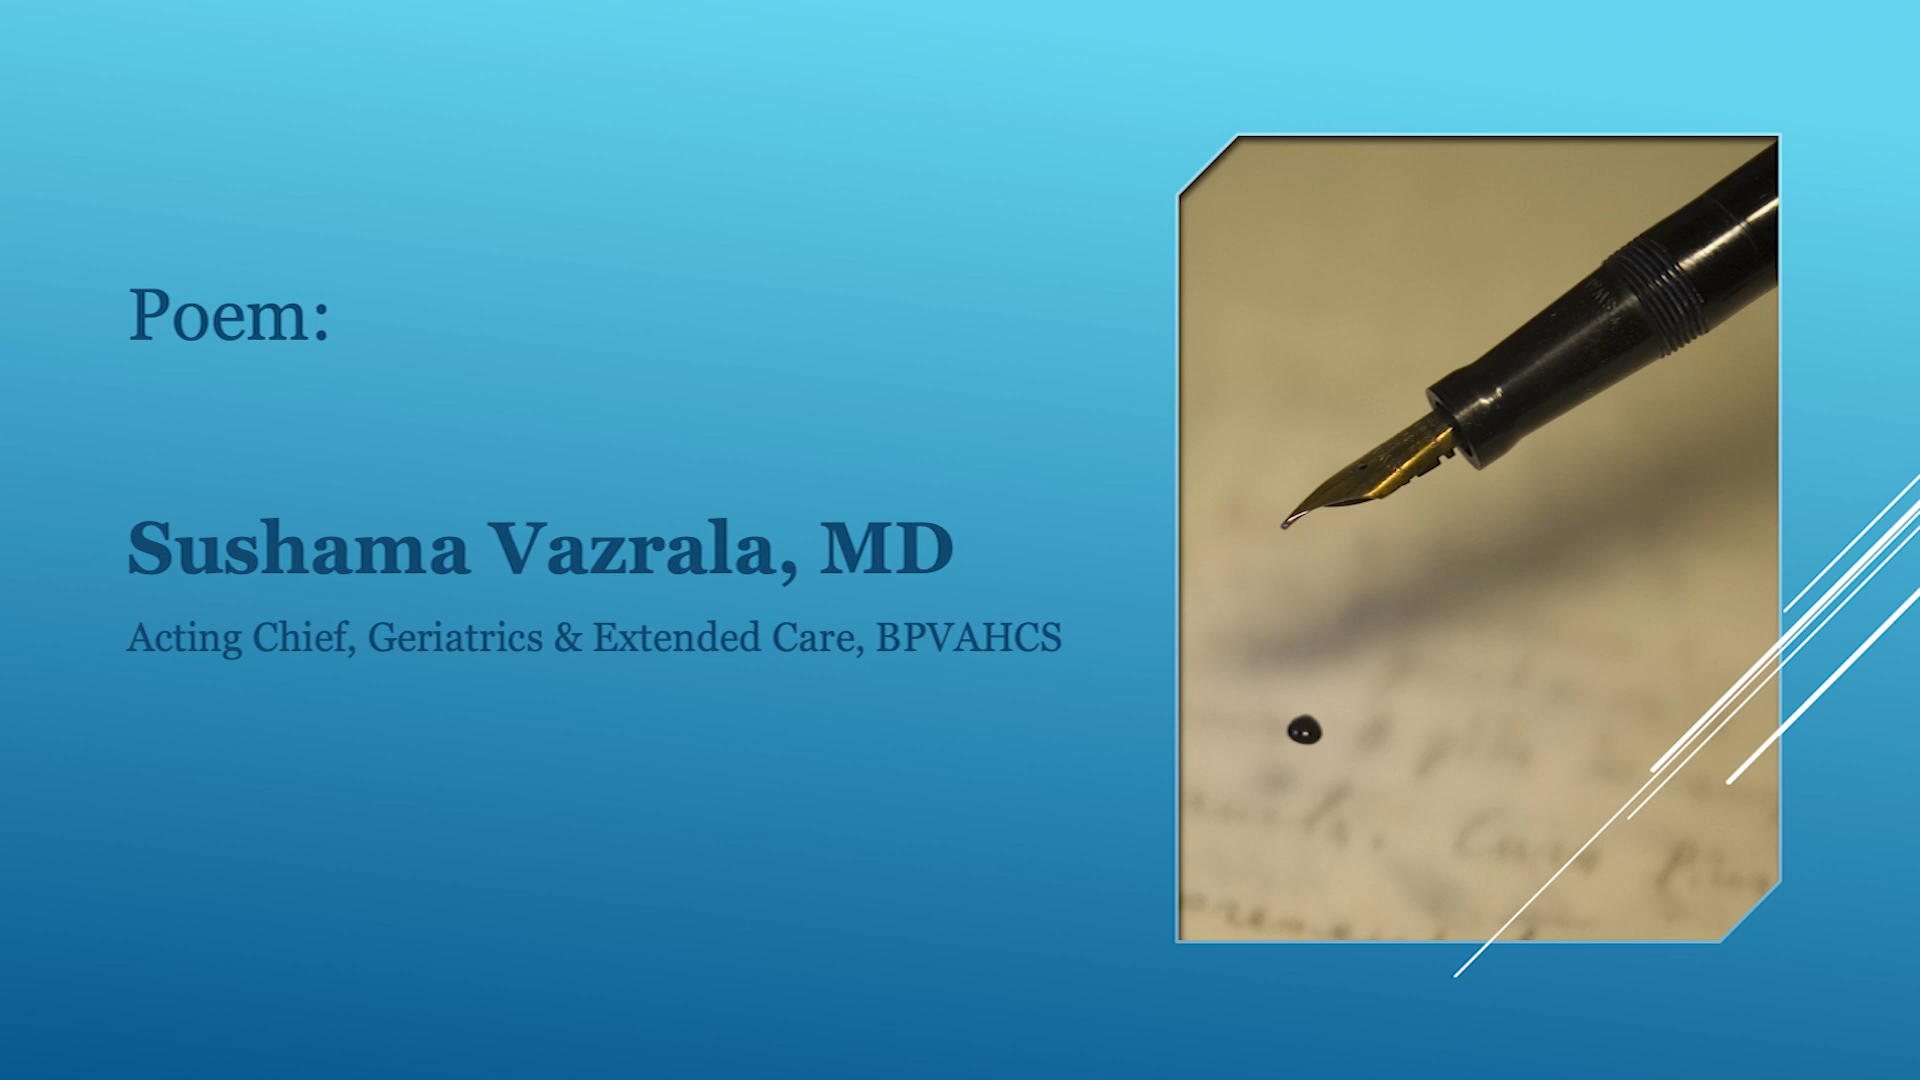 Poem:
Sushama Vazrala, MD
Acting Chief, Geriatrics & Extended Care, BPVAHCS